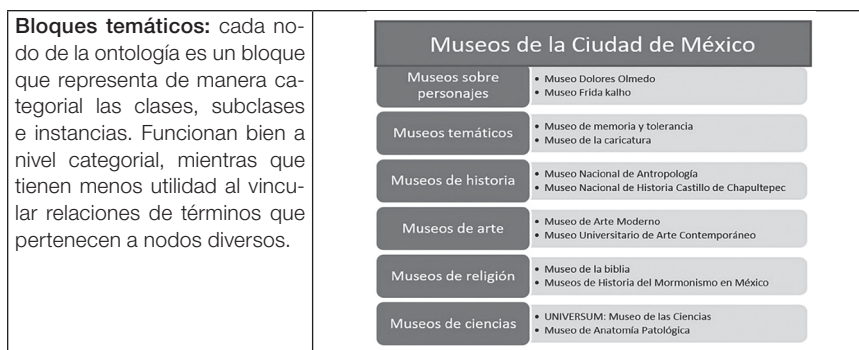 Bloques temáticos: cada no-
do de la ontología es un bloque
que representa de manera ca-
tegorial las clases, subclases
e instancias. Funcionan bien a
nivel categorial, mientras que
tienen menos utilidad al vincu-
lar relaciones de términos que
pertenecen a nodos diversos.
Museos de la Ciudad de México
Museos sobre
personajes
• Museo Dolores Olmedo
• Museo Frida kalho
Museos temáticos
• Museo de memoria y tolerancia
• Museo de la caricatura
Museos de historia
• Museo Nacional de Antropología
• Museo Nacional de Historia Castillo de Chapultepec
Museos de arte
• Museo de Arte Moderno
• Museo Universitario de Arte Contemporáneo
Museos de religión
• Museo de la biblia
• Museos de Historia del Mormonismo en México
Museos de ciencias
• UNIVERSUM: Museo de las Ciencias
• Museo de Anatomía Patológica